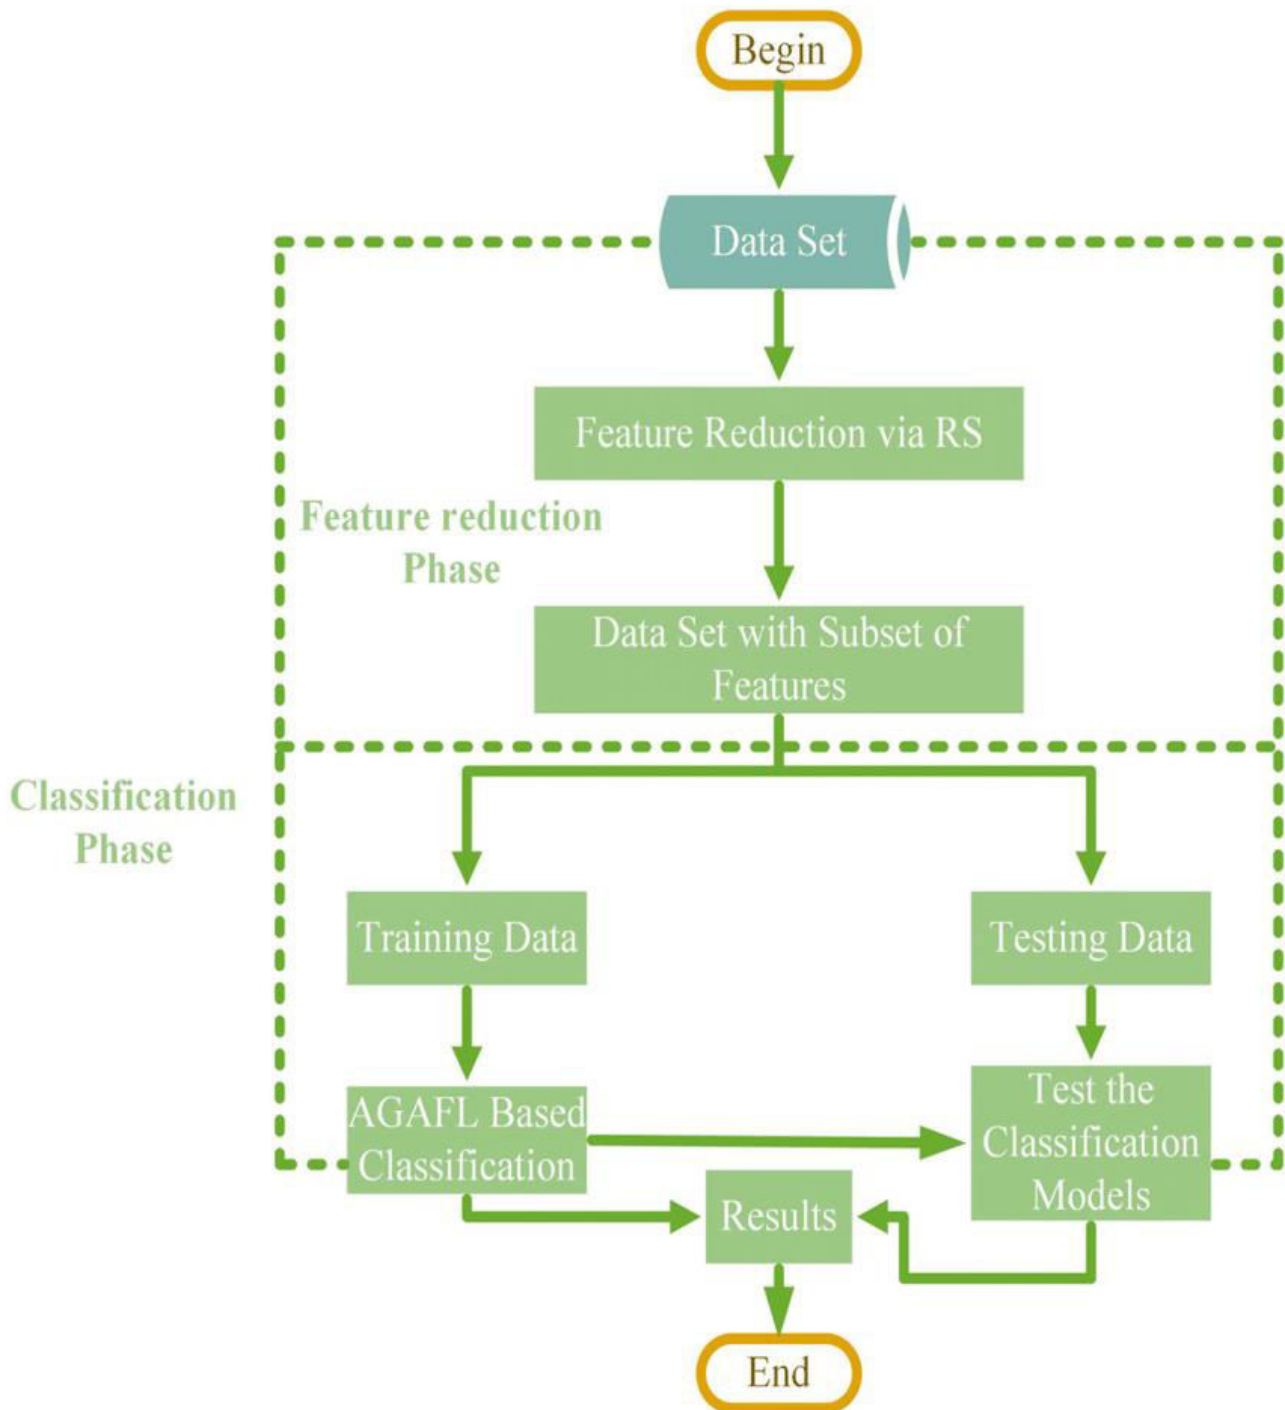 Begin
Data Set
Feature Reduction via RS
Feature reduction
Phase
Data Set with Subset of
Features
Classification
Phase
Training Data
Testing Data
AGAFL Based
Classification
Test the
Classification
Models
Results
End